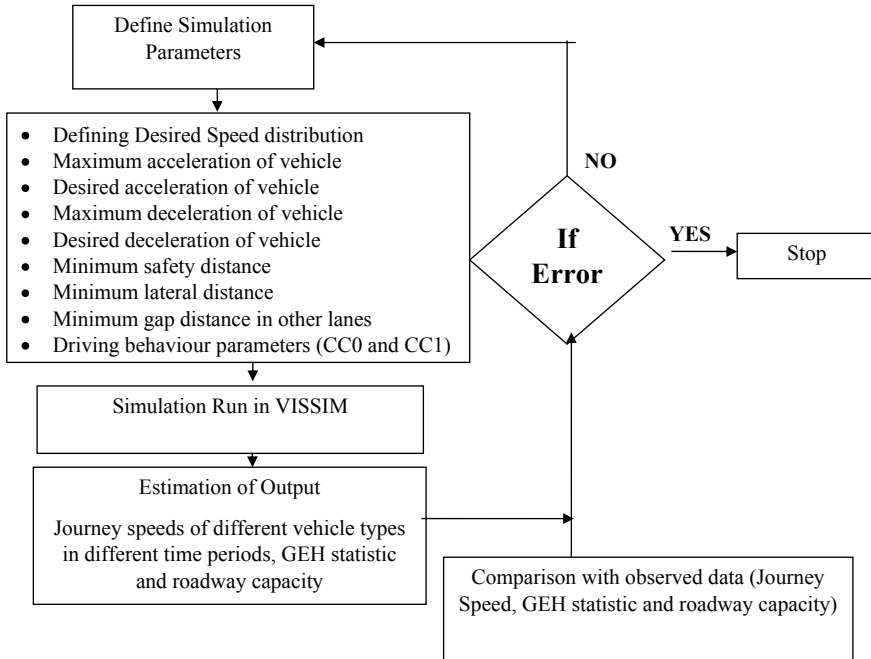 Define Simulation
Parameters
• Defining Desired Speed distribution
• Maximum acceleration of vehicle
• Desired acceleration of vehicle
• Maximum deceleration of vehicle
• Desired deceleration of vehicle
• Minimum safety distance
• Minimum lateral distance
• Minimum gap distance in other lanes
• Driving behaviour parameters (CC0 and CC1)
Simulation Run in VISSIM
Estimation of Output
Journey speeds of different vehicle types
in different time periods, GEH statistic
and roadway capacity
Comparison with observed data (Journey
Speed, GEH statistic and roadway capacity)
If
Error
NO
YES
Stop